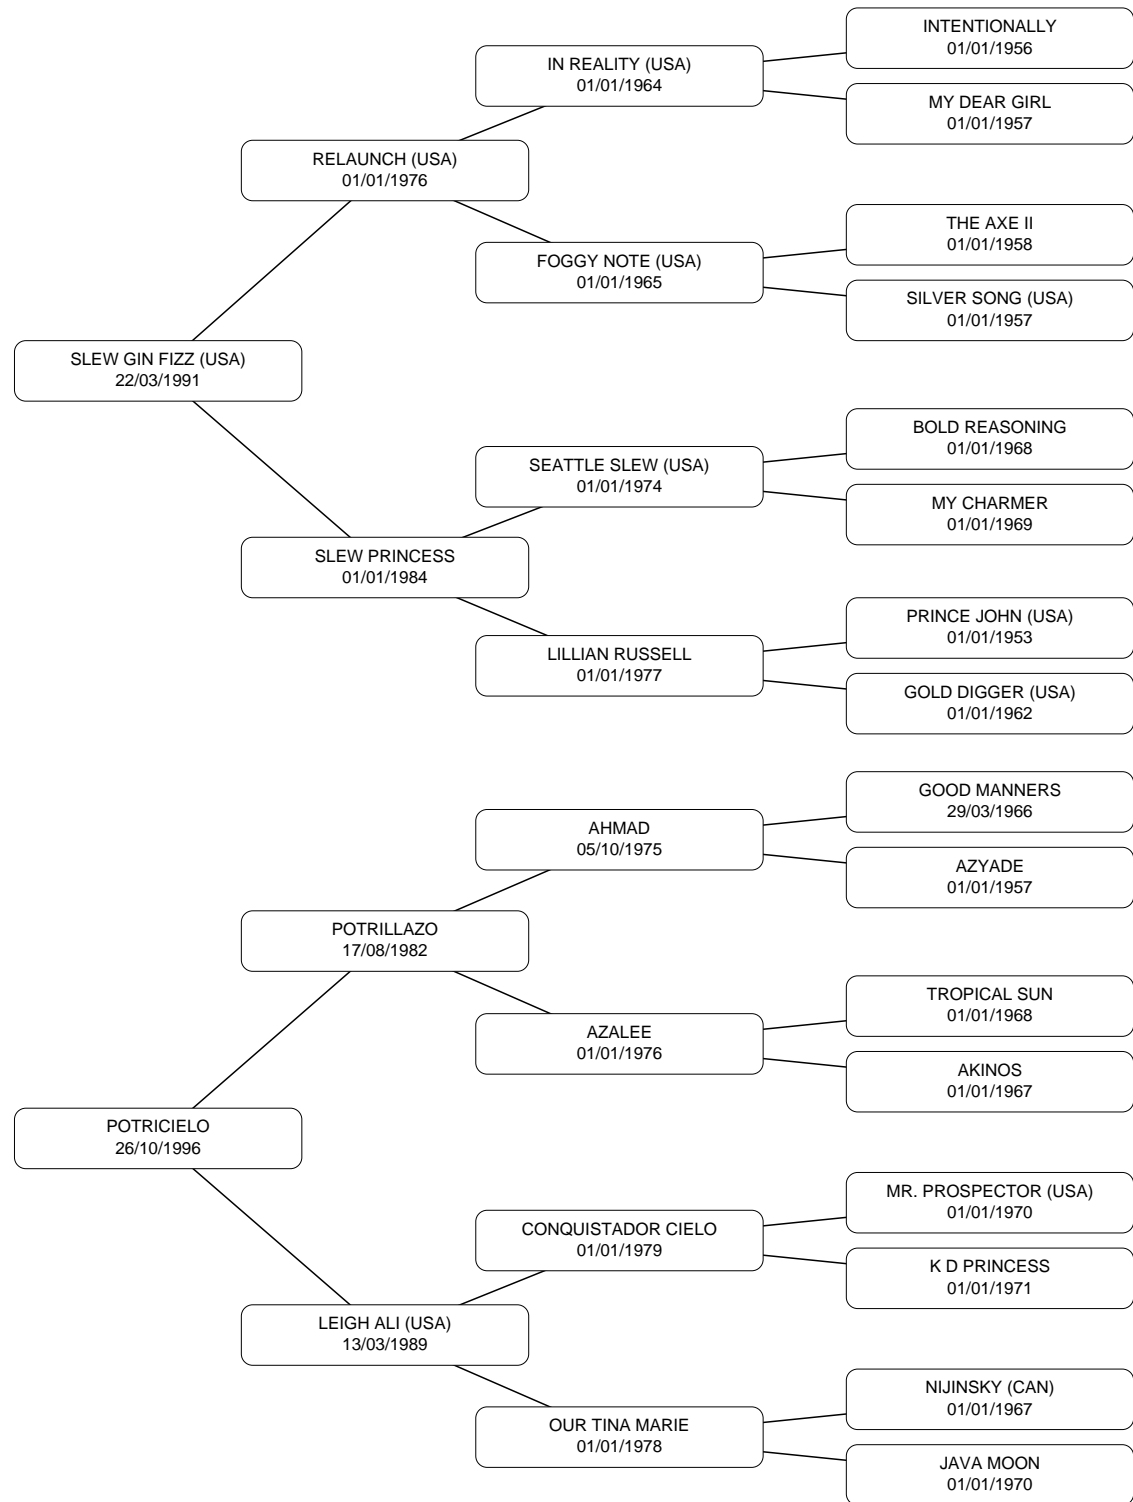 INTENTIONALLY
01/01/1956
IN REALITY (USA)
01/01/1964
MY DEAR GIRL
01/01/1957
RELAUNCH (USA)
01/01/1976
THE AXE II
01/01/1958
FOGGY NOTE (USA)
01/01/1965
SILVER SONG (USA)
01/01/1957
SLEW GIN FIZZ (USA)
22/03/1991
BOLD REASONING
01/01/1968
SEATTLE SLEW (USA)
01/01/1974
MY CHARMER
01/01/1969
SLEW PRINCESS
01/01/1984
PRINCE JOHN (USA)
01/01/1953
LILLIAN RUSSELL
01/01/1977
GOLD DIGGER (USA)
01/01/1962
GOOD MANNERS
29/03/1966
AHMAD
05/10/1975
AZYADE
01/01/1957
POTRILLAZO
17/08/1982
TROPICAL SUN
01/01/1968
AZALEE
01/01/1976
AKINOS
01/01/1967
POTRICIELO
26/10/1996
MR. PROSPECTOR (USA)
01/01/1970
CONQUISTADOR CIELO
01/01/1979
K D PRINCESS
01/01/1971
LEIGH ALI (USA)
13/03/1989
NIJINSKY (CAN)
01/01/1967
OUR TINA MARIE
01/01/1978
JAVA MOON
01/01/1970